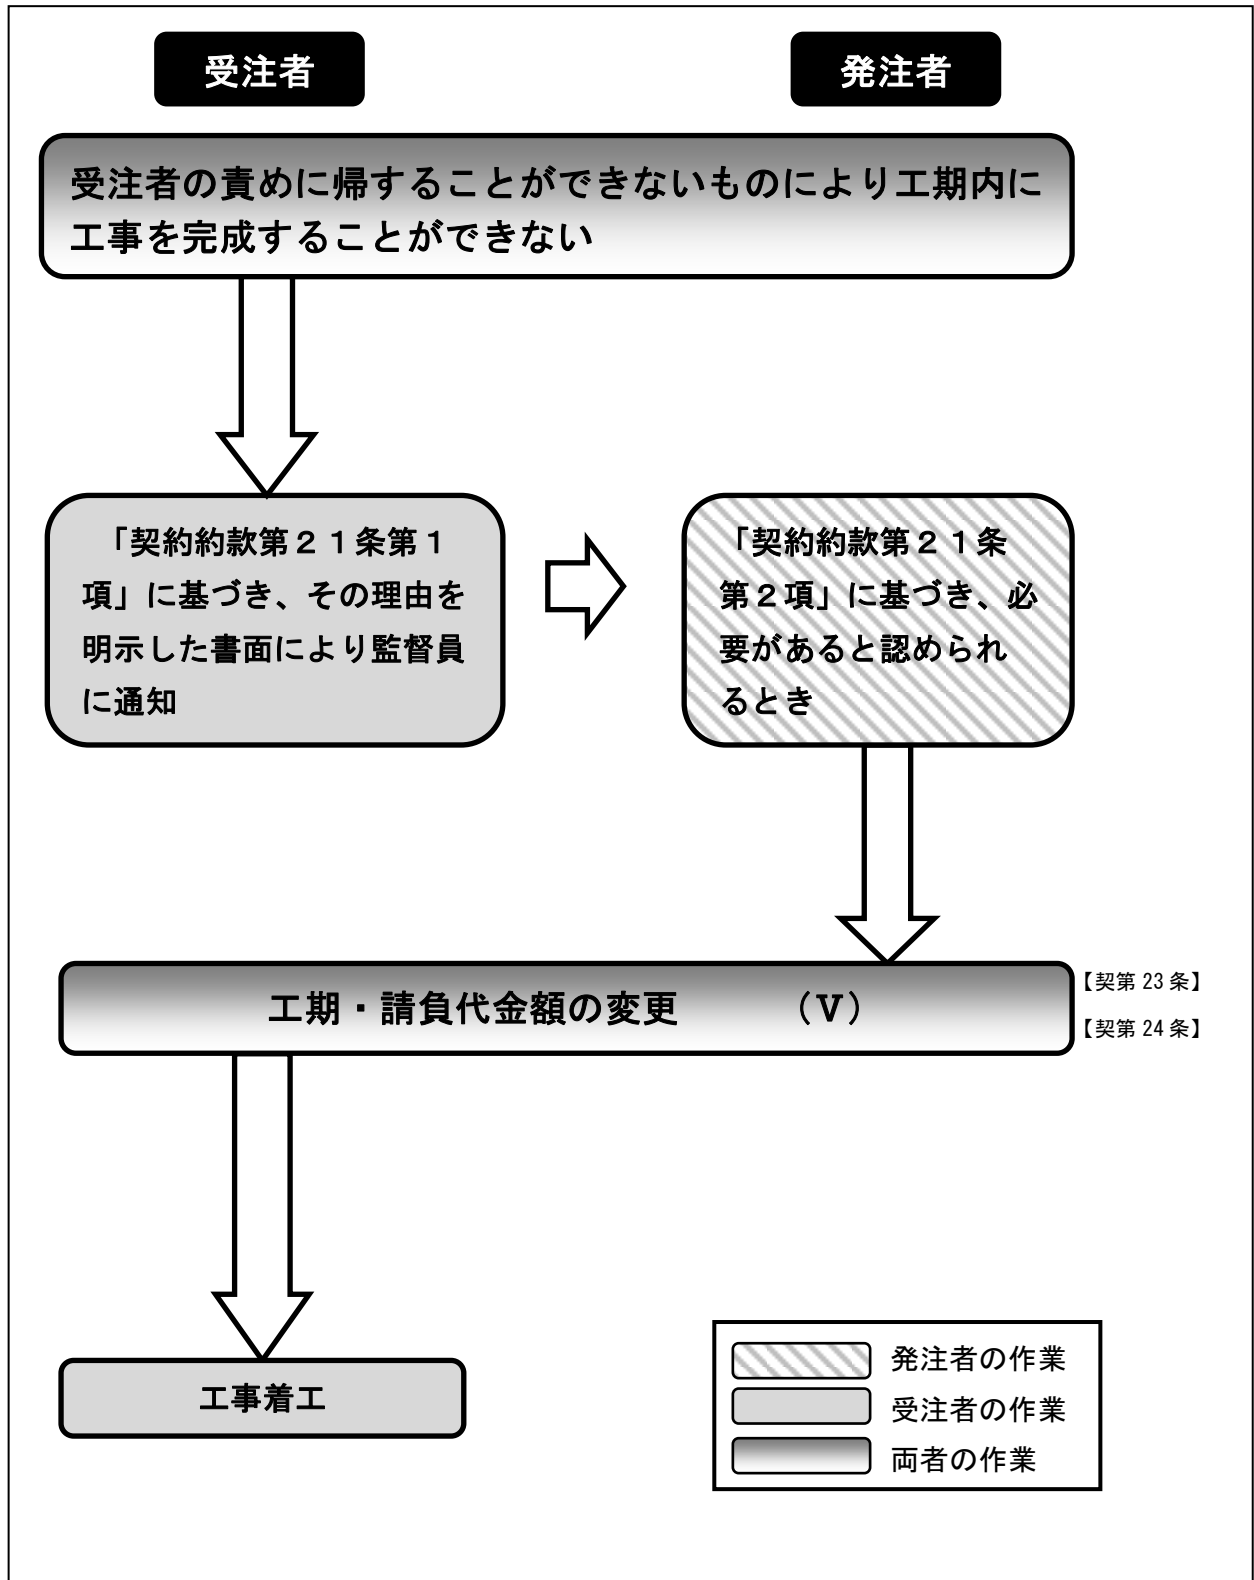 受注者
発注者
受注者の責めに帰することができないものにより工期内に
工事を完成することができない
「契約約款第２１条第１
項」に基づき、その理由を
明示した書面により監督員
に通知
「契約約款第２１条
第２項」に基づき、必
要があると認められ
るとき
工期・請負代金額の変更　　　（Ⅴ）
【契第23条】
【契第24条】
工事着工
発注者の作業
受注者の作業
両者の作業